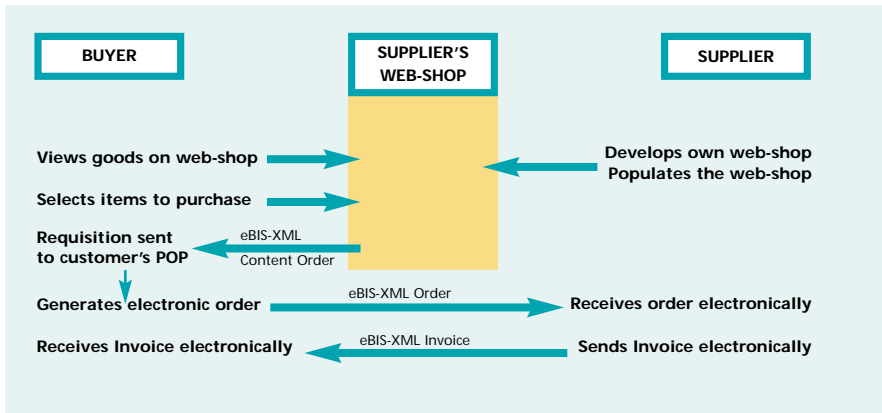 BUYER
SUPPLIER'S
WEB-SHOP
SUPPLIER
Views goods on web-shop
Develops own web-shop
Populates the web-shop
Selects items to purchase
Requisition sent
to customer's POP
eBIS-XML
Content Order
Generates electronic order
eBIS-XML Order
Receives order electronically
Receives Invoice electronically
eBIS-XML Invoice
Sends Invoice electronically